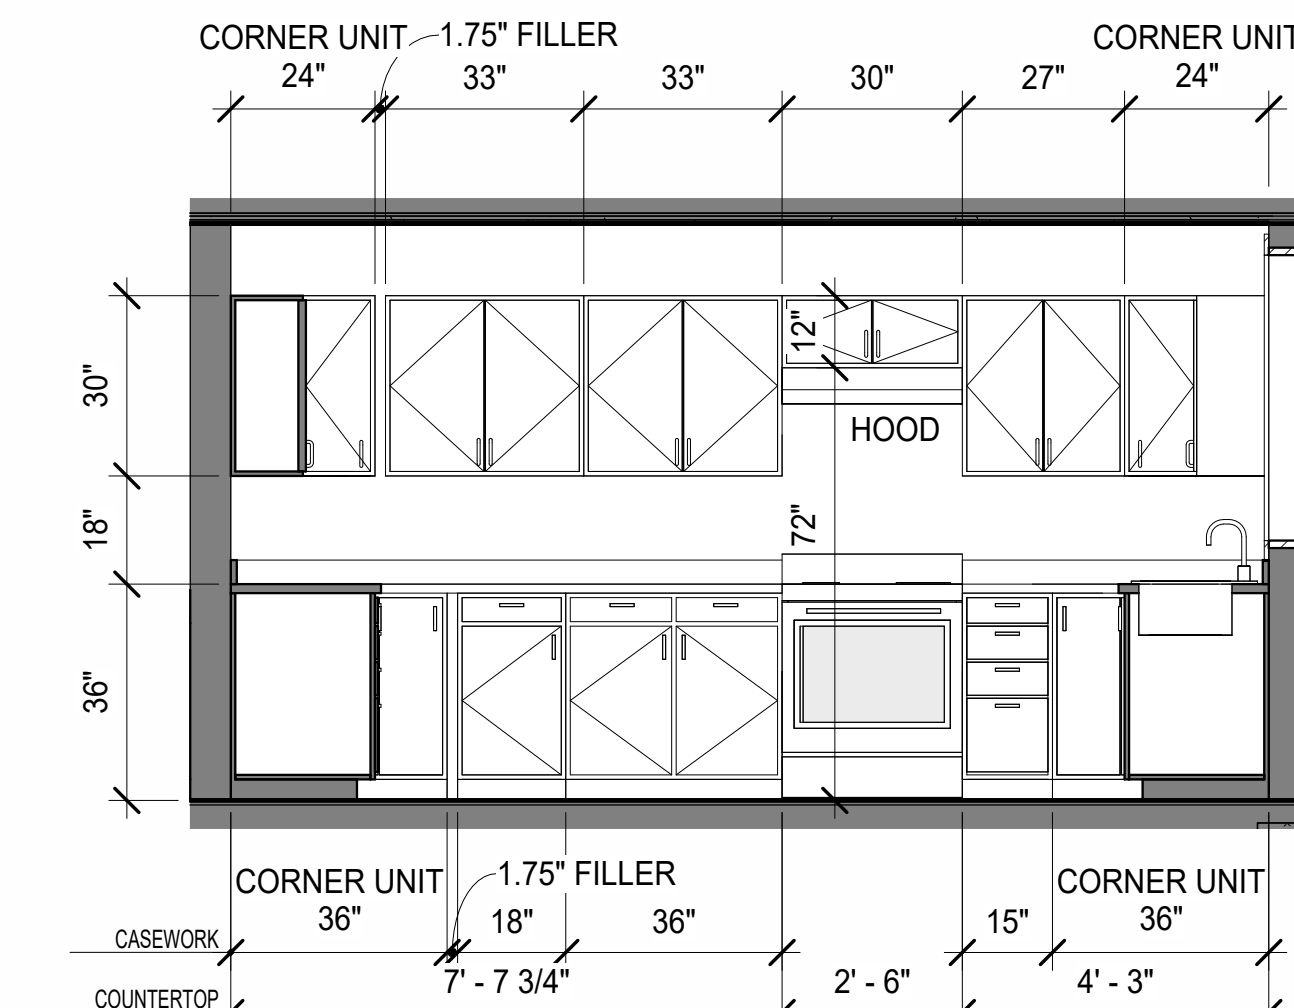 CORNER UNIT 1.75" FILLER CORNER UNIT
24" 33" 33" 30" 27" 24"
12"
30"
HOOD
18"
72"
36"
CORNER UNIT 1.75" FILLER CORNER UNIT
36" 18" 36" 15" 36"
CASEWORK
7' - 7 3/4" 2' - 6" 4' - 3"
COUNTERTOP